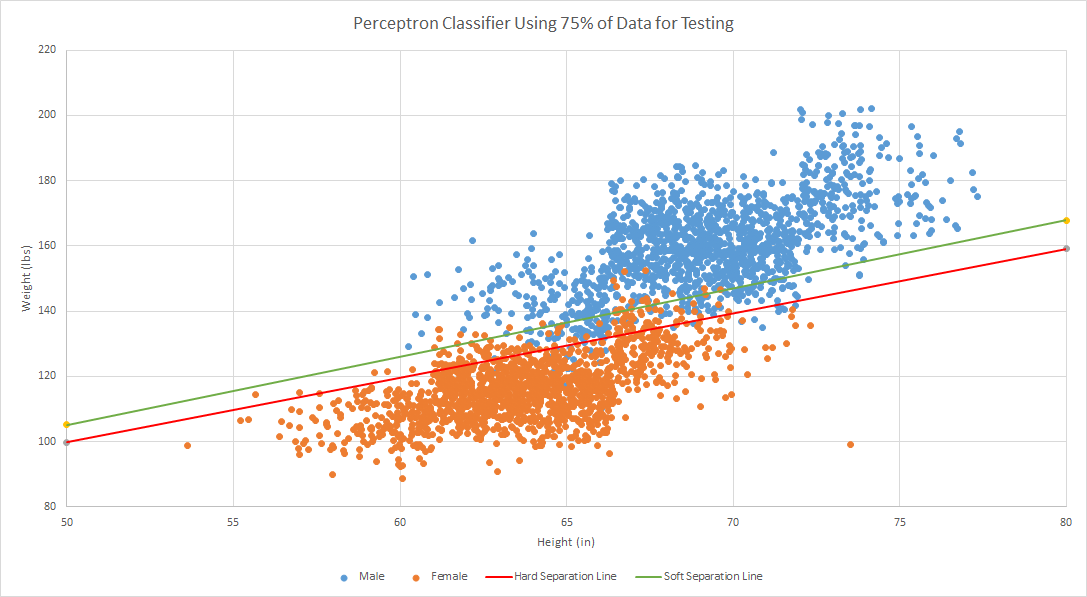 Perceptron Classifier Using 75% of Data for Testing
220
200
180
160
140
120
100
80
Weight (lbs)
50 55 60 65 70 75 80
Height (in)
Male Female Hard Separation Line Soft Separation Line